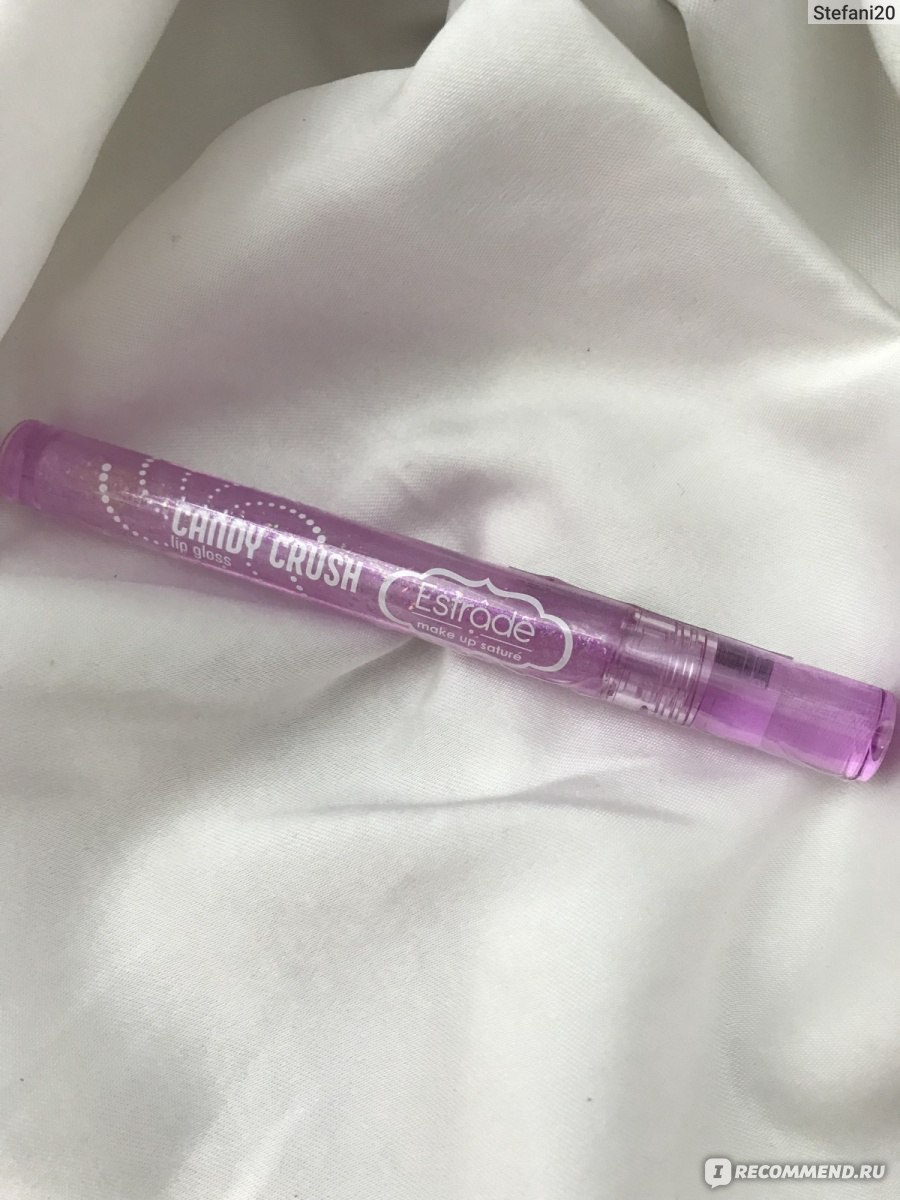 Stefani20
CANDY CRUSH
lip gloss
Estrade
make up saturé
I RECOMMEND.RU